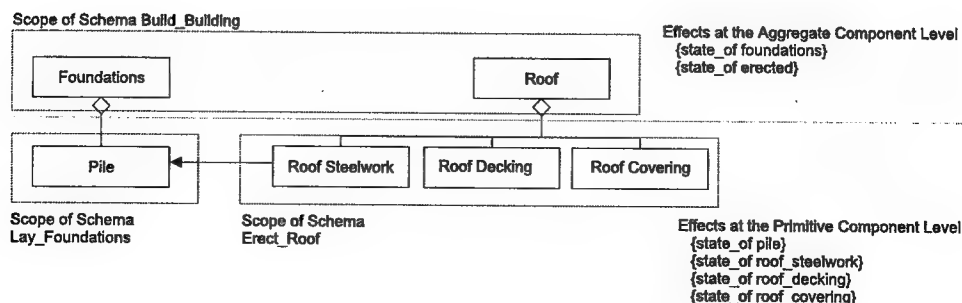 Scope of Schema Build_Building
Effects at the Aggregate Component Level
{state_of foundations}
{state_of erected}
Foundations
Roof
Pile
Roof Steelwork
Roof Decking
Roof Covering
Scope of Schema
Lay_Foundations
Scope of Schema
Erect_Roof
Effects at the Primitive Component Level
{state_of pile}
{state_of roof_steelwork}
{state_of roof_decking}
{state_of roof_covering}